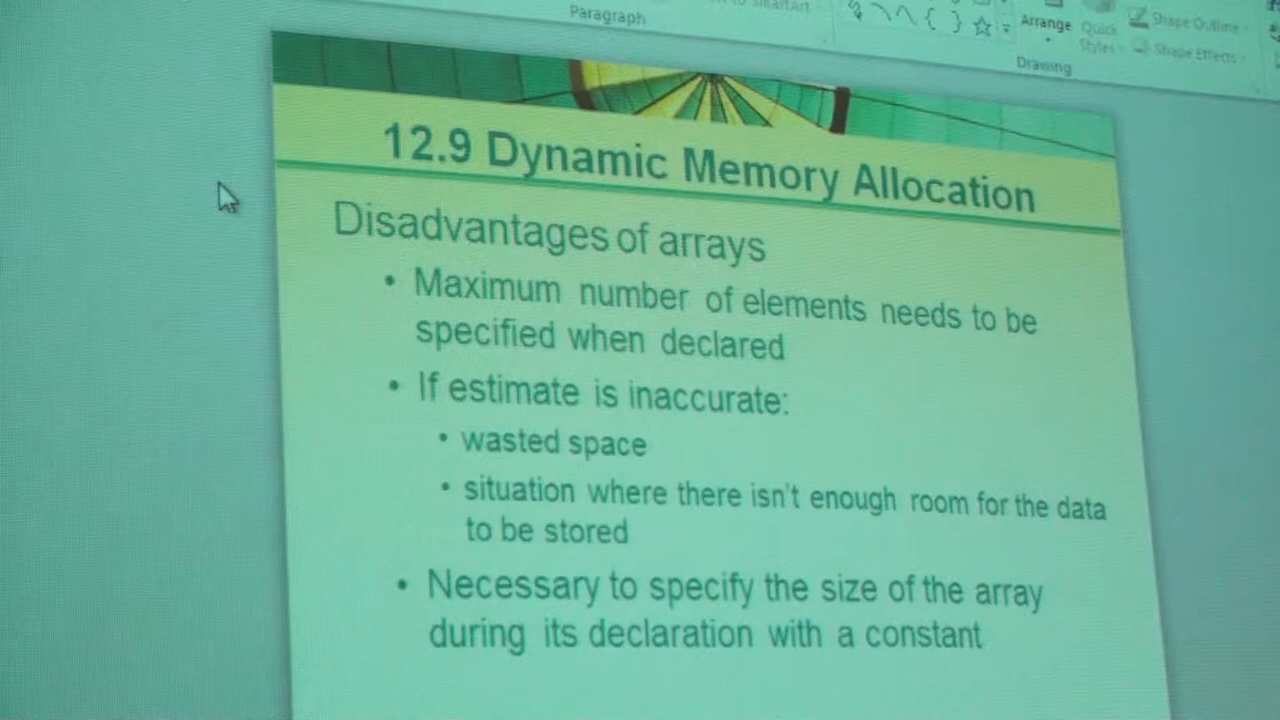 Paragraph
SmartArt
Arrange
Quick
Styles
Shape Outline
Shape Effects
Drawing
12.9 Dynamic Memory Allocation
Disadvantages of arrays
• Maximum number of elements needs to be
specified when declared
• If estimate is inaccurate:
• wasted space
• situation where there isn't enough room for the data
to be stored
• Necessary to specify the size of the array
during its declaration with a constant